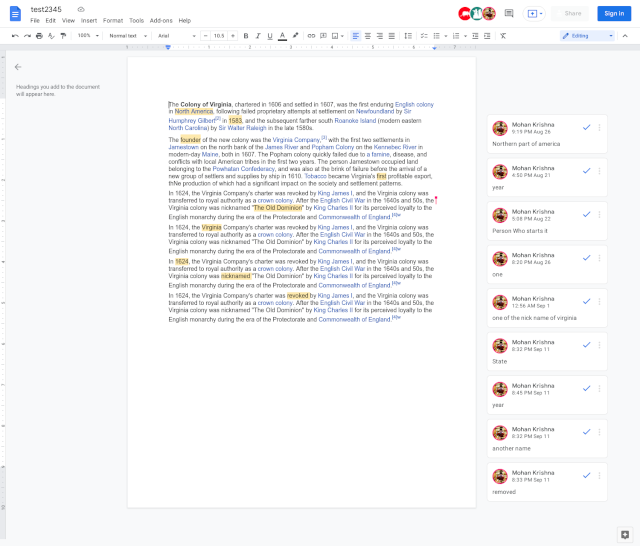 test2345
File Edit View Insert Format Tools Add-ons Help
Share
Sign in
100% Normal text Arial 10.5 B I U A Editing
Headings you add to the document
will appear here.
The Colony of Virginia, chartered in 1606 and settled in 1607, was the first enduring English colony
in North America, following failed proprietary attempts at settlement on Newfoundland by Sir
Humphrey Gilbert[2] in 1583, and the subsequent farther south Roanoke Island (modern eastern
North Carolina) by Sir Walter Raleigh in the late 1580s.
The founder of the new colony was the Virginia Company,[3] with the first two settlements in
Jamestown on the north bank of the James River and Popham Colony on the Kennebec River in
modern-day Maine, both in 1607. The Popham colony quickly failed due to a famine, disease, and
conflicts with local American tribes in the first two years. The person Jamestown occupied land
belonging to the Powhatan Confederacy, and was also at the brink of failure before the arrival of a
new group of settlers and supplies by ship in 1610. Tobacco became Virginia's first profitable export,
thNe production of which had a significant impact on the society and settlement patterns.
In 1624, the Virginia Company's charter was revoked by King James I, and the Virginia colony was
transferred to royal authority as a crown colony. After the English Civil War in the 1640s and 50s, the
Virginia colony was nicknamed "The Old Dominion" by King Charles II for its perceived loyalty to the
English monarchy during the era of the Protectorate and Commonwealth of England.[4]w
In 1624, the Virginia Company's charter was revoked by King James I, and the Virginia colony was
transferred to royal authority as a crown colony. After the English Civil War in the 1640s and 50s, the
Virginia colony was nicknamed "The Old Dominion" by King Charles II for its perceived loyalty to the
English monarchy during the era of the Protectorate and Commonwealth of England.[4]w
In 1624, the Virginia Company's charter was revoked by King James I, and the Virginia colony was
transferred to royal authority as a crown colony. After the English Civil War in the 1640s and 50s, the
Virginia colony was nicknamed "The Old Dominion" by King Charles II for its perceived loyalty to the
English monarchy during the era of the Protectorate and Commonwealth of England.[4]w
In 1624, the Virginia Company's charter was revoked by King James I, and the Virginia colony was
transferred to royal authority as a crown colony. After the English Civil War in the 1640s and 50s, the
Virginia colony was nicknamed "The Old Dominion" by King Charles II for its perceived loyalty to the
English monarchy during the era of the Protectorate and Commonwealth of England.[4]w
Mohan Krishna
9:19 PM Aug 26
Northern part of america
Mohan Krishna
4:50 PM Aug 21
year
Mohan Krishna
5:08 PM Aug 22
Person Who starts it
Mohan Krishna
8:20 PM Aug 26
one
Mohan Krishna
12:56 AM Sep 1
one of the nick name of virginia
Mohan Krishna
8:32 PM Sep 11
State
Mohan Krishna
8:45 PM Sep 11
year
Mohan Krishna
8:32 PM Sep 11
another name
Mohan Krishna
8:33 PM Sep 11
removed